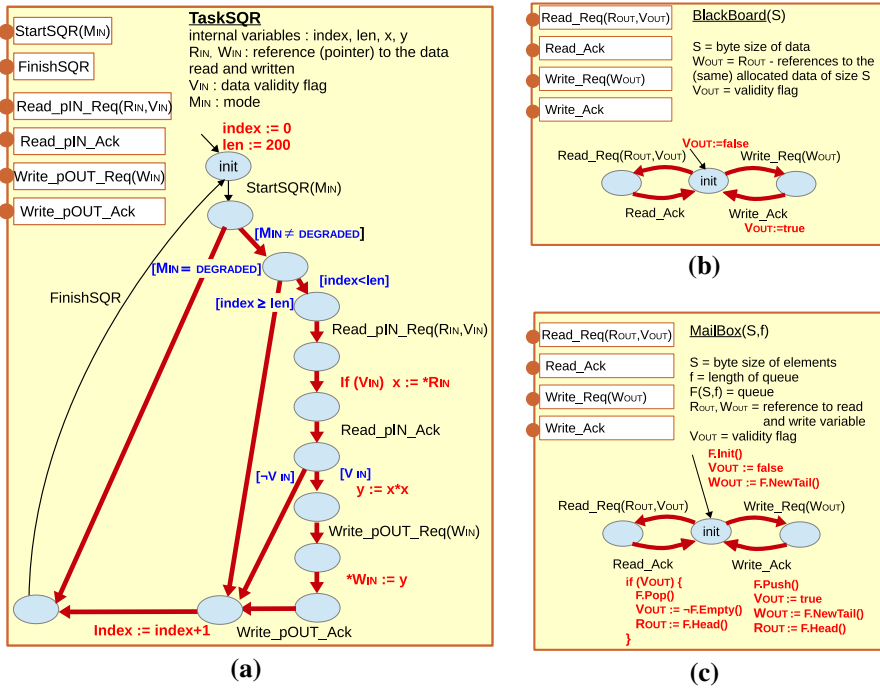 TaskSQR
internal variables : index, len, x, y
RIN, WIN : reference (pointer) to the data
read and written
VIN : data validity flag
MIN : mode
StartSQR(MIN)
FinishSQR
Read_pIN_Req(RIN,VIN)
Read_pIN_Ack
Write_pOUT_Req(WIN)
Write_pOUT_Ack
index := 0
len := 200
init
StartSQR(MIN)
[MIN ≠ DEGRADED]
[MIN = DEGRADED]
[index<len]
[index ≥ len]
FinishSQR
Read_pIN_Req(RIN,VIN)
If (VIN) x := *RIN
Read_pIN_Ack
[¬V IN]
[V IN]
y := x*x
Write_pOUT_Req(WIN)
*WIN := y
Write_pOUT_Ack
Index := index+1
(a)
BlackBoard(S)
Read_Req(ROUT,VOUT)
Read_Ack
Write_Req(WOUT)
Write_Ack
S = byte size of data
WOUT = ROUT - references to the
(same) allocated data of size S
VOUT = validity flag
VOUT:=false
Read_Req(ROUT,VOUT)
Write_Req(WOUT)
init
Read_Ack
Write_Ack
VOUT:=true
(b)
MailBox(S,f)
Read_Req(ROUT,VOUT)
Read_Ack
Write_Req(WOUT)
Write_Ack
S = byte size of elements
f = length of queue
F(S,f) = queue
ROUT, WOUT = reference to read
and write variable
VOUT = validity flag
F.Init()
VOUT := false
WOUT := F.NewTail()
Read_Req(ROUT,VOUT)
Write_Req(WOUT)
init
Read_Ack
Write_Ack
if (VOUT) {
F.Pop()
VOUT := ¬F.Empty()
ROUT := F.Head()
}
F.Push()
VOUT := true
WOUT := F.NewTail()
ROUT := F.Head()
(c)